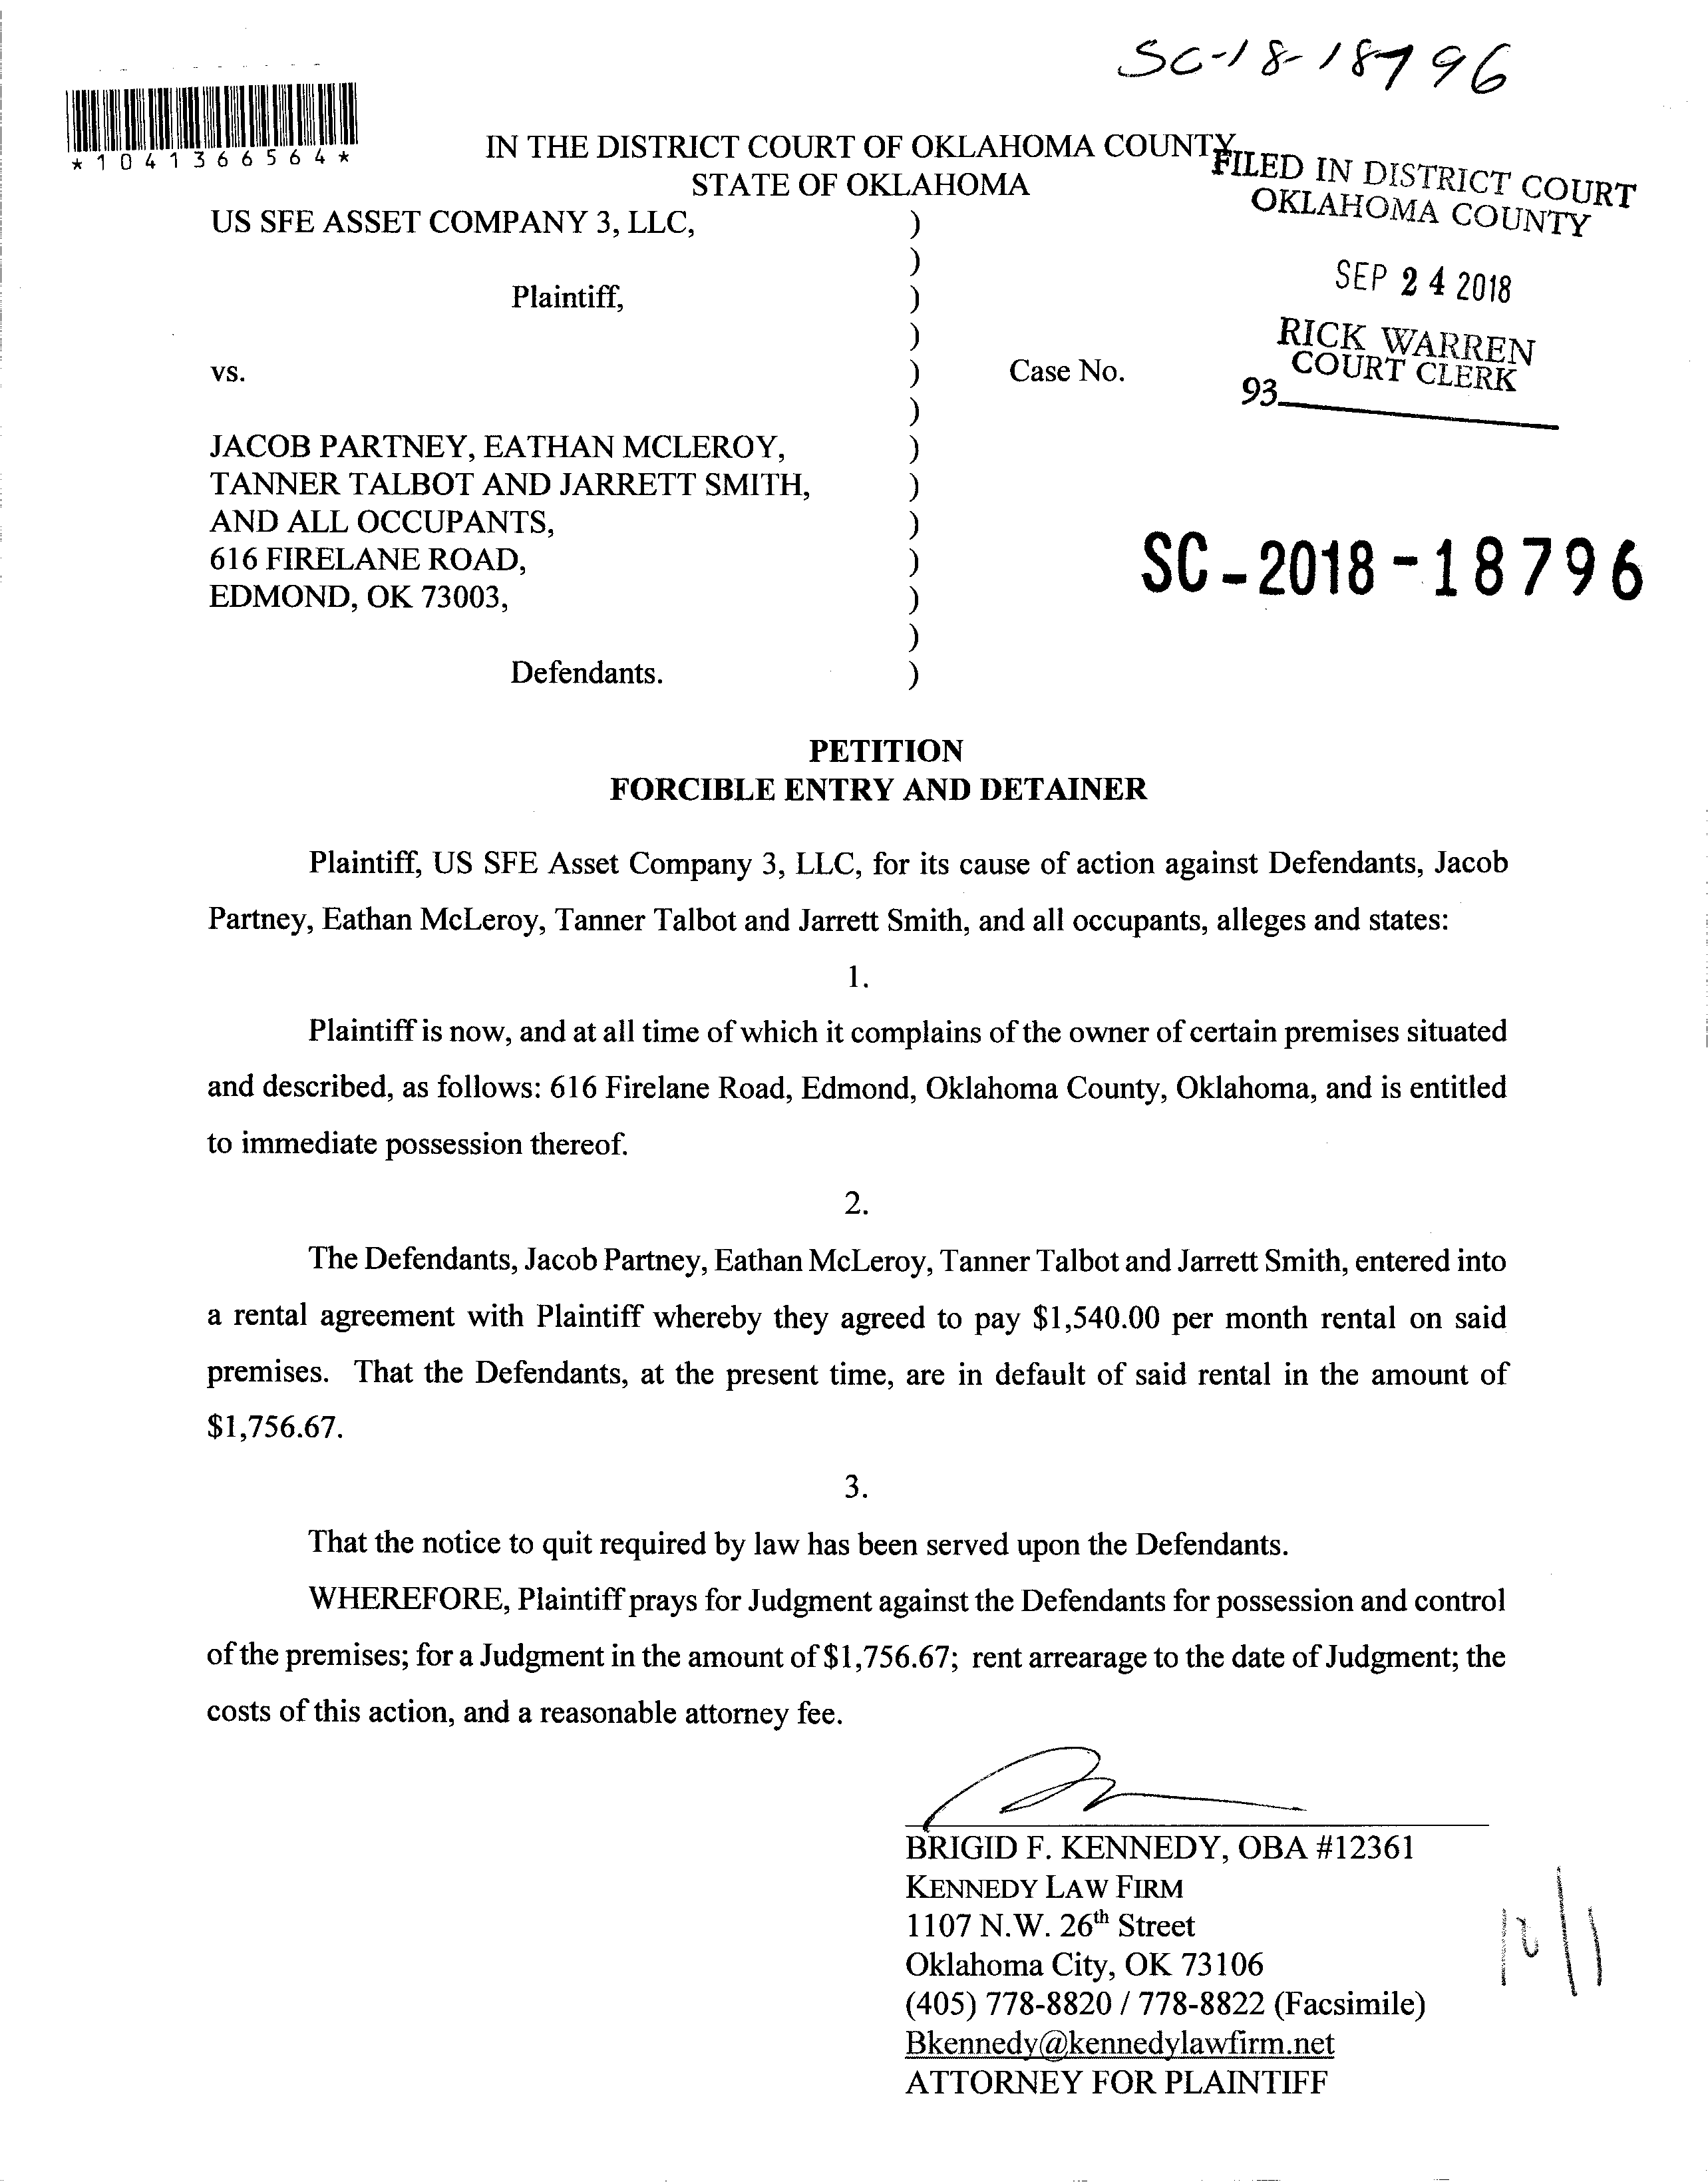 SC-18-18796
*1041366564*
IN THE DISTRICT COURT OF OKLAHOMA COUNTY
STATE OF OKLAHOMA
FILED IN DISTRICT COURT
OKLAHOMA COUNTY
SEP 24 2018
RICK WARREN
COURT CLERK
93
US SFE ASSET COMPANY 3, LLC, )
)
Plaintiff, )
)
vs. ) Case No.
)
JACOB PARTNEY, EATHAN MCLEROY, )
TANNER TALBOT AND JARRETT SMITH, )
AND ALL OCCUPANTS, )
616 FIRELANE ROAD, )
EDMOND, OK 73003, )
)
Defendants. )
SC-2018-18796
PETITION
FORCIBLE ENTRY AND DETAINER
Plaintiff, US SFE Asset Company 3, LLC, for its cause of action against Defendants, Jacob
Partney, Eathan McLeroy, Tanner Talbot and Jarrett Smith, and all occupants, alleges and states:
1.
Plaintiff is now, and at all time of which it complains of the owner of certain premises situated
and described, as follows: 616 Firelane Road, Edmond, Oklahoma County, Oklahoma, and is entitled
to immediate possession thereof.
2.
The Defendants, Jacob Partney, Eathan McLeroy, Tanner Talbot and Jarrett Smith, entered into
a rental agreement with Plaintiff whereby they agreed to pay $1,540.00 per month rental on said
premises. That the Defendants, at the present time, are in default of said rental in the amount of
$1,756.67.
3.
That the notice to quit required by law has been served upon the Defendants.
WHEREFORE, Plaintiff prays for Judgment against the Defendants for possession and control
of the premises; for a Judgment in the amount of $1,756.67; rent arrearage to the date of Judgment; the
costs of this action, and a reasonable attorney fee.
BRIGID F. KENNEDY, OBA #12361
KENNEDY LAW FIRM
1107 N.W. 26th Street
Oklahoma City, OK 73106
(405) 778-8820 / 778-8822 (Facsimile)
Bkennedy@kennedylawfirm.net
ATTORNEY FOR PLAINTIFF